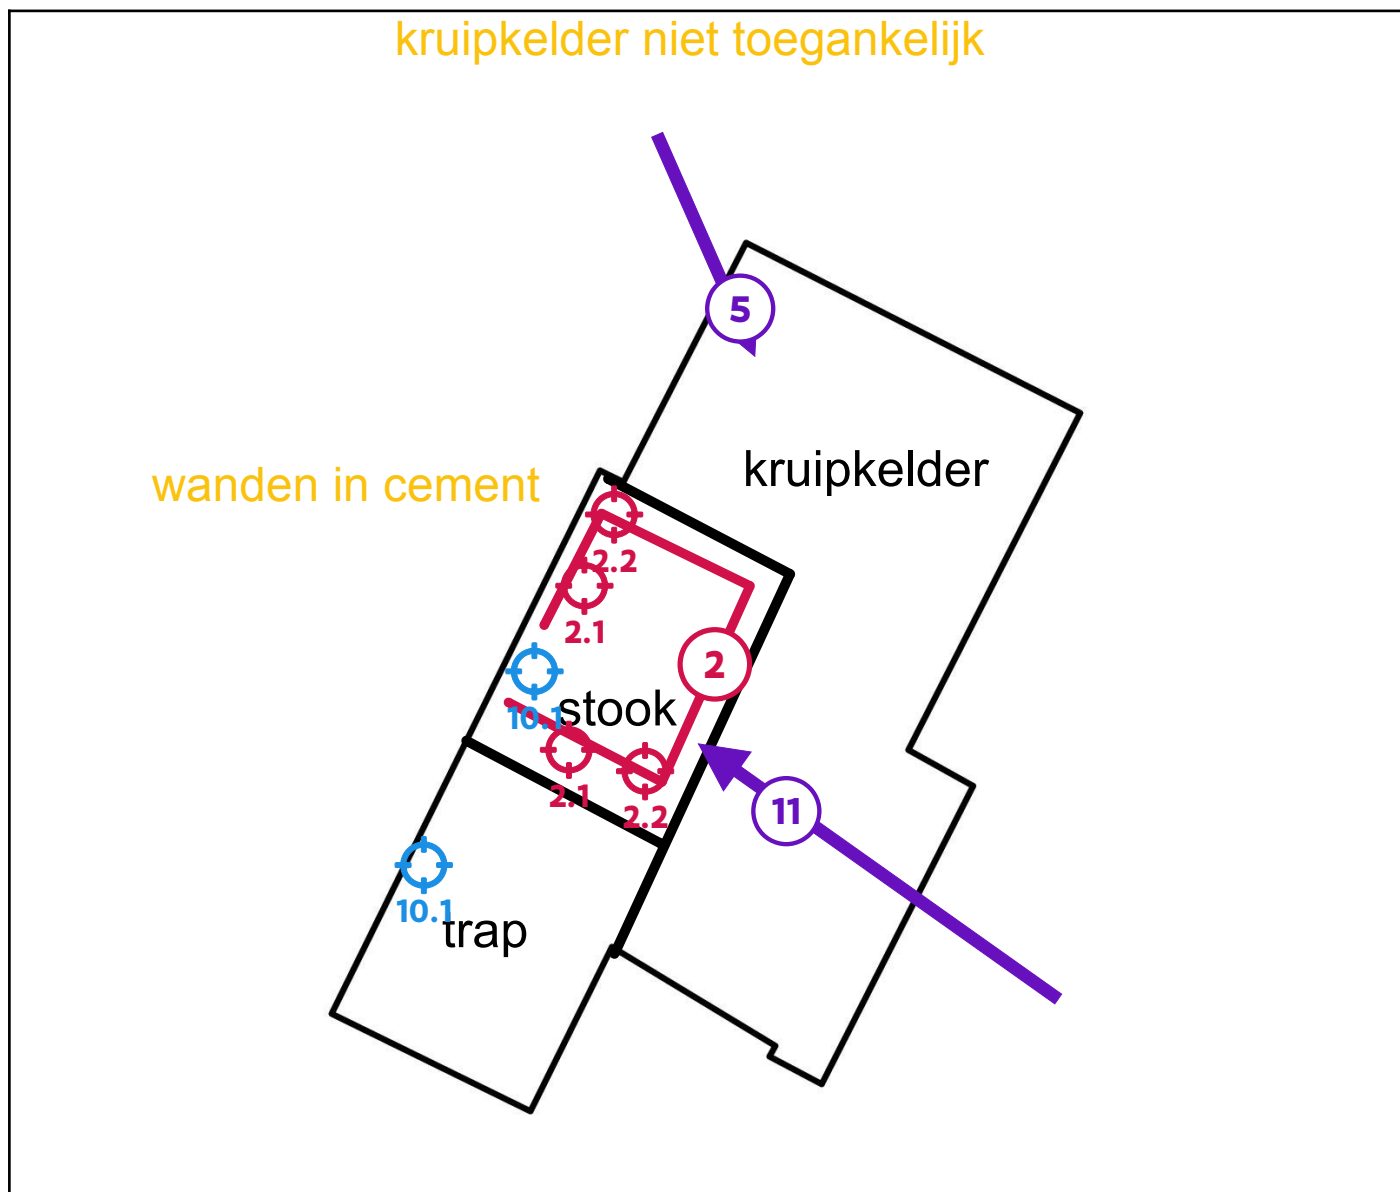 kruipkelder niet toegankelijk
5
kruipkelder
wanden in cement
2.2
2.1
2
stook
10.1
2.1
2.2
11
10.1
trap